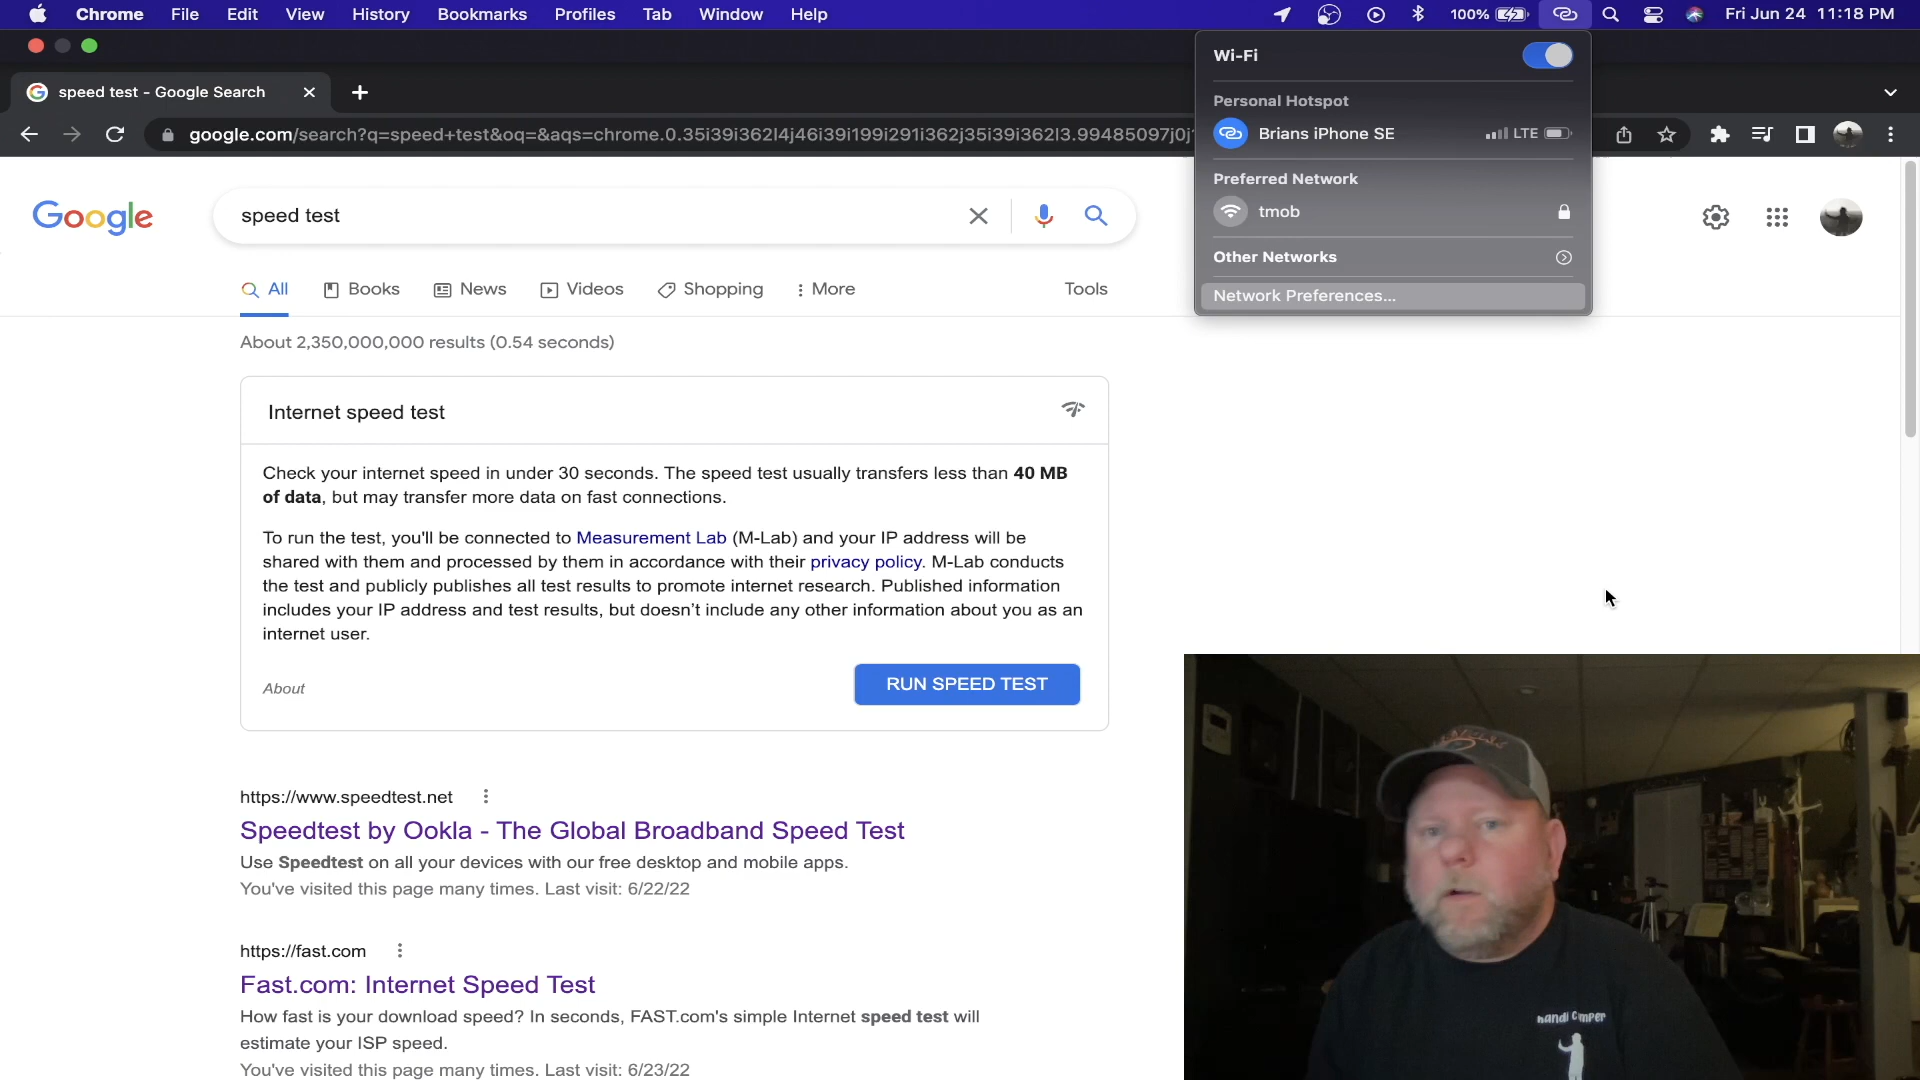 Chrome File Edit View History Bookmarks Profiles Tab Window Help 100% Fri Jun 24 11:18 PM
speed test - Google Search
google.com/search?q=speed+test&oq=&aqs=chrome.0.35i39i362l4j46i39i199i291i362j35i39i362l3.99485097j0j
Wi-Fi
Personal Hotspot
Brians iPhone SE LTE
Preferred Network
tmob
Other Networks
Network Preferences...
Google
speed test
All Books News Videos Shopping More Tools
About 2,350,000,000 results (0.54 seconds)
Internet speed test
Check your internet speed in under 30 seconds. The speed test usually transfers less than 40 MB
of data, but may transfer more data on fast connections.
To run the test, you'll be connected to Measurement Lab (M-Lab) and your IP address will be
shared with them and processed by them in accordance with their privacy policy. M-Lab conducts
the test and publicly publishes all test results to promote internet research. Published information
includes your IP address and test results, but doesn't include any other information about you as an
internet user.
About
RUN SPEED TEST
https://www.speedtest.net
Speedtest by Ookla - The Global Broadband Speed Test
Use Speedtest on all your devices with our free desktop and mobile apps.
You've visited this page many times. Last visit: 6/22/22
https://fast.com
Fast.com: Internet Speed Test
How fast is your download speed? In seconds, FAST.com's simple Internet speed test will
estimate your ISP speed.
You've visited this page many times. Last visit: 6/23/22